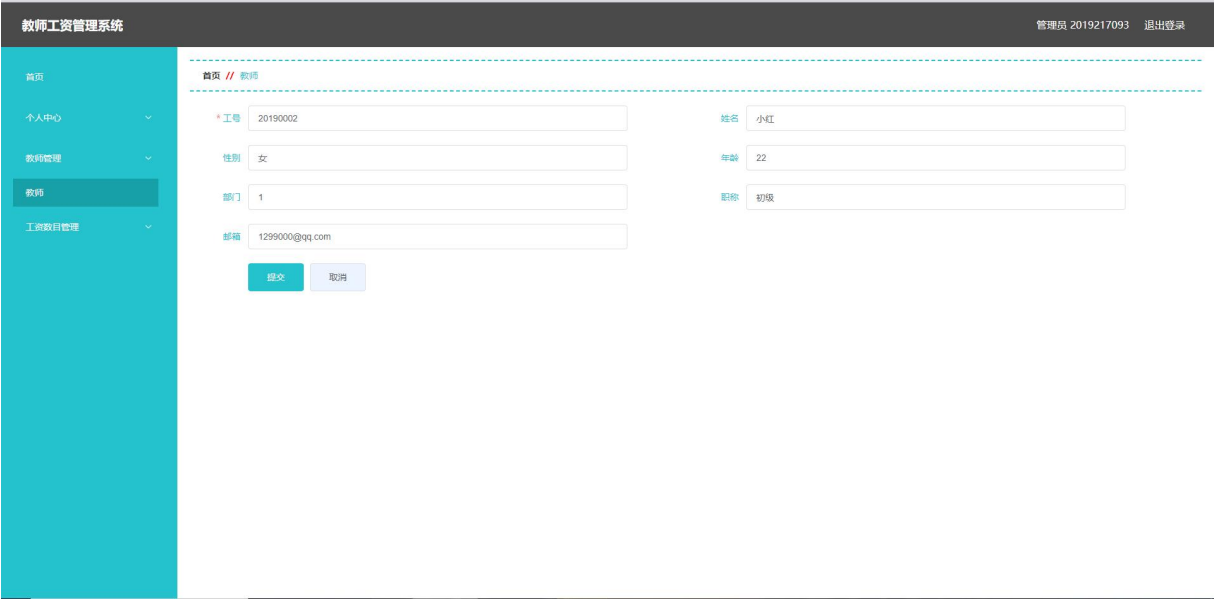 教师工资管理系统
管理员 2019217093 退出登录
首页
个人中心
教师管理
教师
工资数目管理
首页 // 教师
* 工号 20190002 姓名 小红
性别 女 年龄 22
部门 1 职称 初级
邮箱 1299000@qq.com
提交 取消